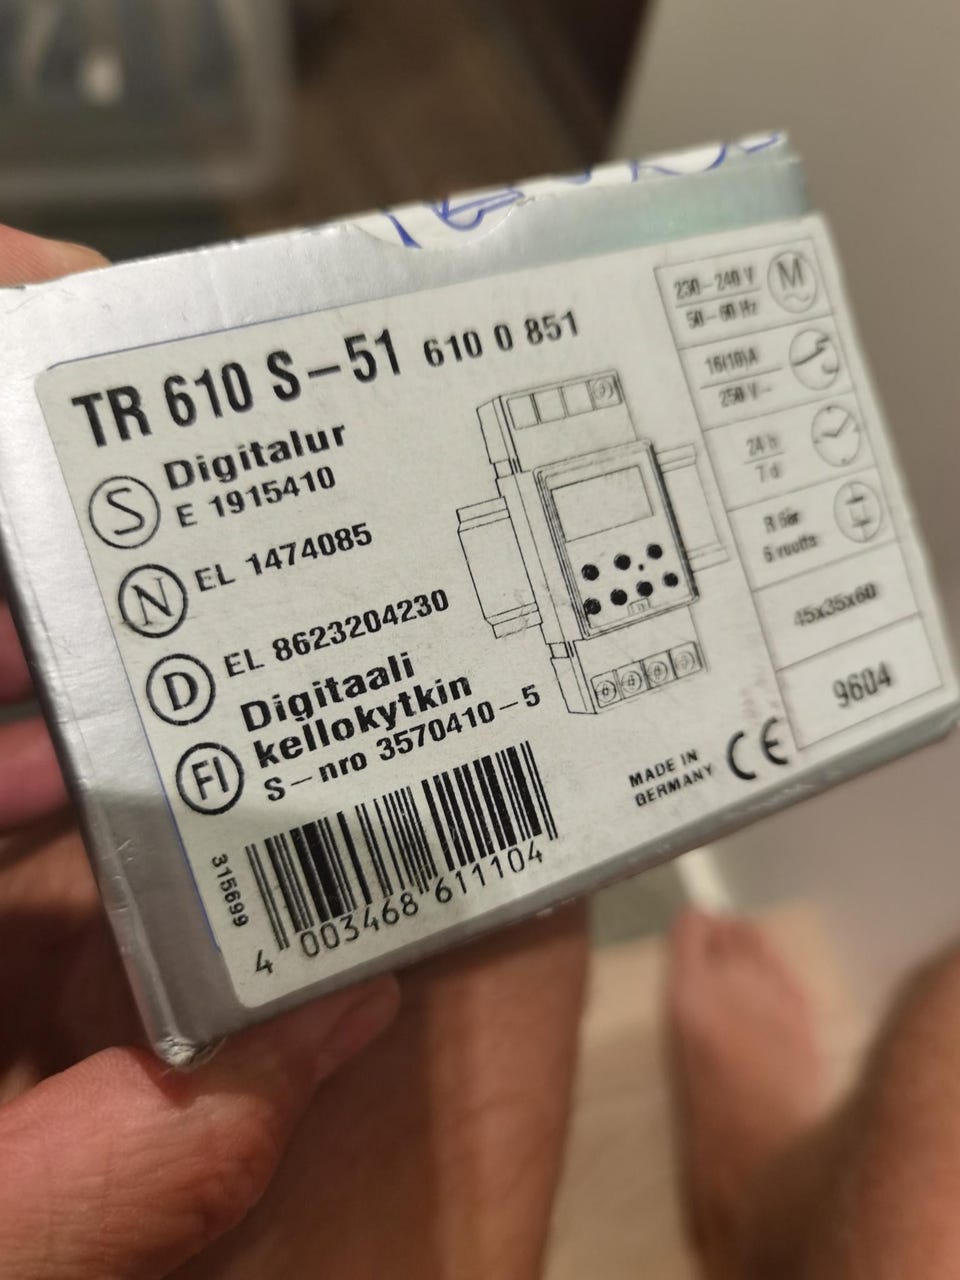 TR 610 S-51 610 0 851
S Digitalur
E 1915410
N EL 1474085
D EL 8623204230
FI Digitaali
kellokytkin
S-nro 3570410-5
315699
4 003468 611104
MADE IN
GERMANY
CE
230-240 V
50-60 Hz
M
16(10)A
250 V~
24 h
7 d
R
6
45x35x60
9604